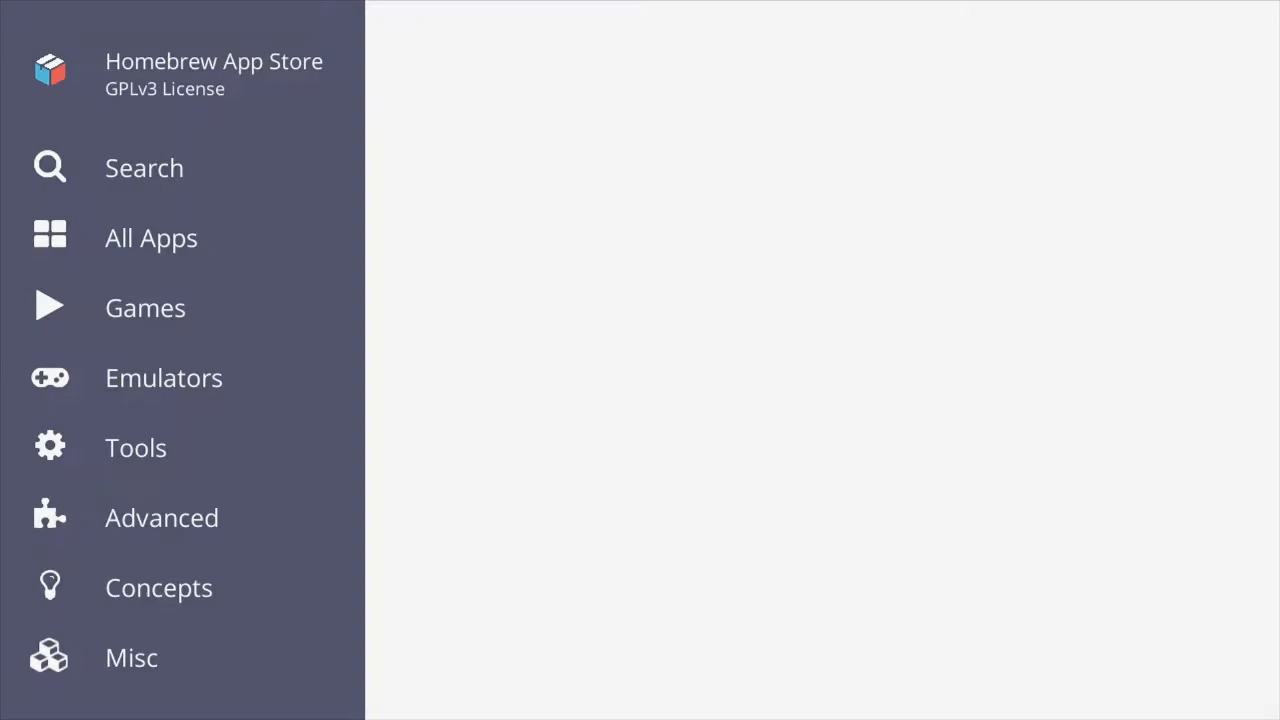 Homebrew App Store
GPLv3 License
Search
All Apps
Games
Emulators
Tools
Advanced
Concepts
Misc